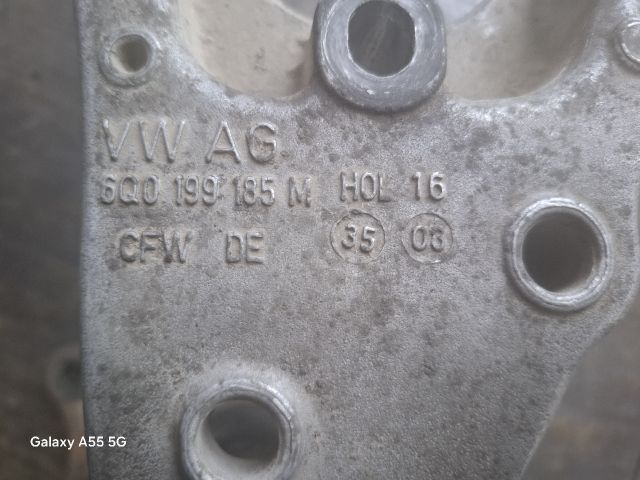 VW AG
6Q0 199 185 M HOL 16
CFW DE 35 03
Galaxy A55 5G